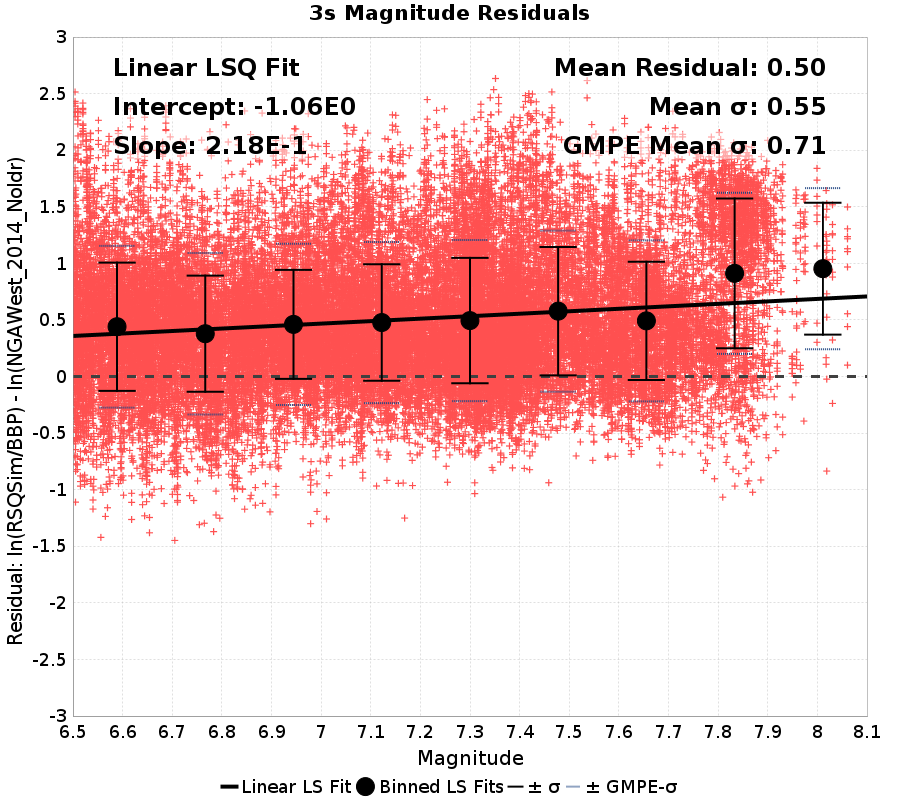 3s Magnitude Residuals
Linear LSQ Fit
Mean Residual: 0.50
Intercept: -1.06E0
Mean σ: 0.55
Slope: 2.18E-1
GMPE Mean σ: 0.71
Residual: ln(RSQSim/BBP) - ln(NGAWest_2014_NoIdr)
3
2.5
2
1.5
1
0.5
0
-0.5
-1
-1.5
-2
-2.5
-3
6.5 6.6 6.7 6.8 6.9 7 7.1 7.2 7.3 7.4 7.5 7.6 7.7 7.8 7.9 8 8.1
Magnitude
Linear LS Fit Binned LS Fits ± σ ± GMPE-σ